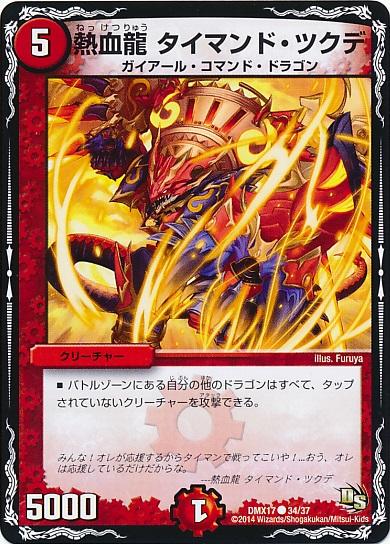 5
ねっけつりゅう
熱血龍 タイマンド・ツクデ
ガイアール・コマンド・ドラゴン
クリーチャー
illus. Furuya
■ バトルゾーンにある自分の他のドラゴンはすべて、タップ
されていないクリーチャーを攻撃できる。
みんな!オレが応援するからタイマンで戦ってこいや!…おう、オレ
は応援しているだけだからな。
---熱血龍 タイマンド・ツクデ
5000
1
DS
DMX17 ● 34/37
©2014 Wizards/Shogakukan/Mitsui-Kids